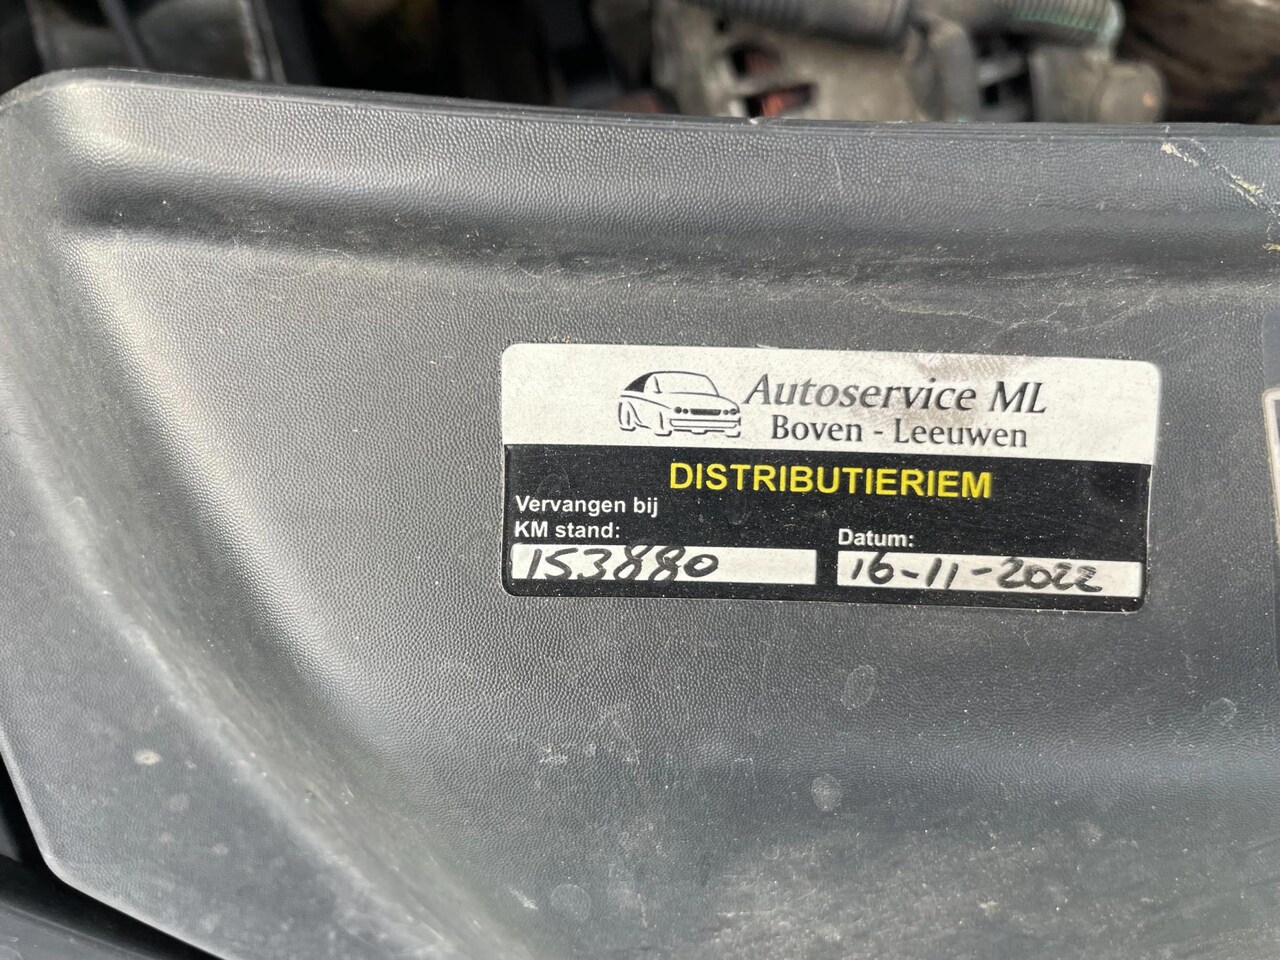 Autoservice ML
Boven - Leeuwen
DISTRIBUTIERIEM
Vervangen bij
KM stand:
153880
Datum:
16-11-2022